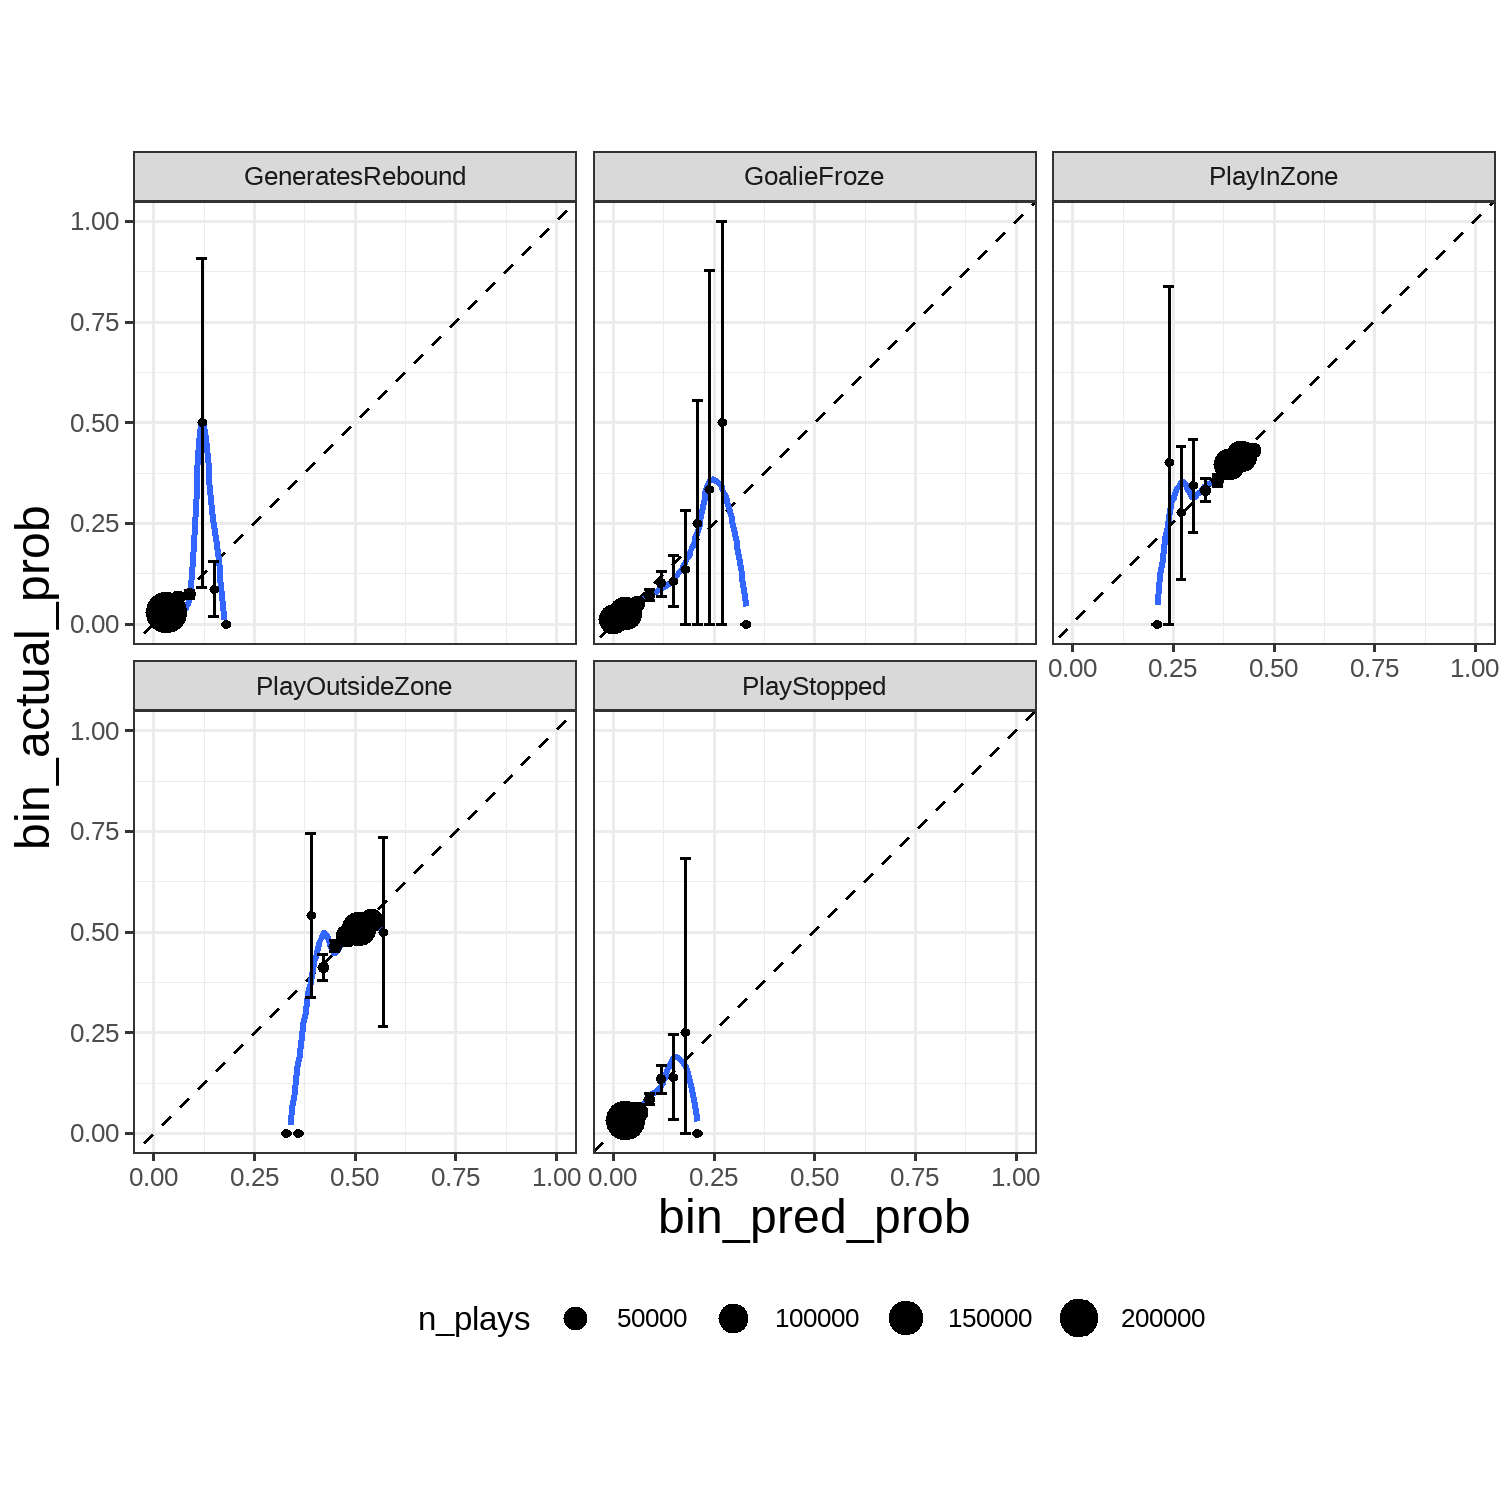 GeneratesRebound GoalieFroze PlayInZone
1.00
0.75
0.50
0.25
0.00
0.00 0.25 0.50 0.75 1.00
PlayOutsideZone PlayStopped
1.00
0.75
0.50
0.25
0.00
0.00 0.25 0.50 0.75 1.00 0.00 0.25 0.50 0.75 1.00
bin_actual_prob
bin_pred_prob
n_plays 50000 100000 150000 200000